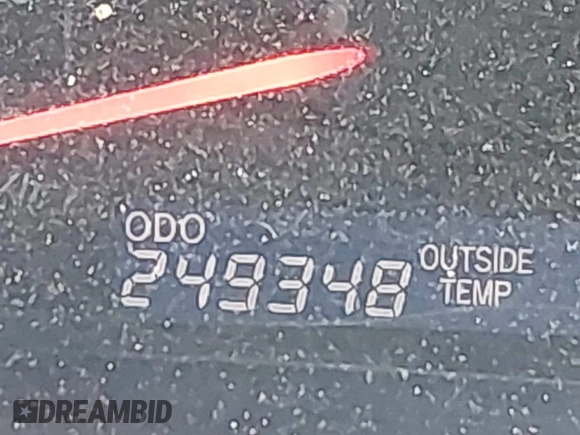 ODO
249348
OUTSIDE
TEMP
DREAMBID